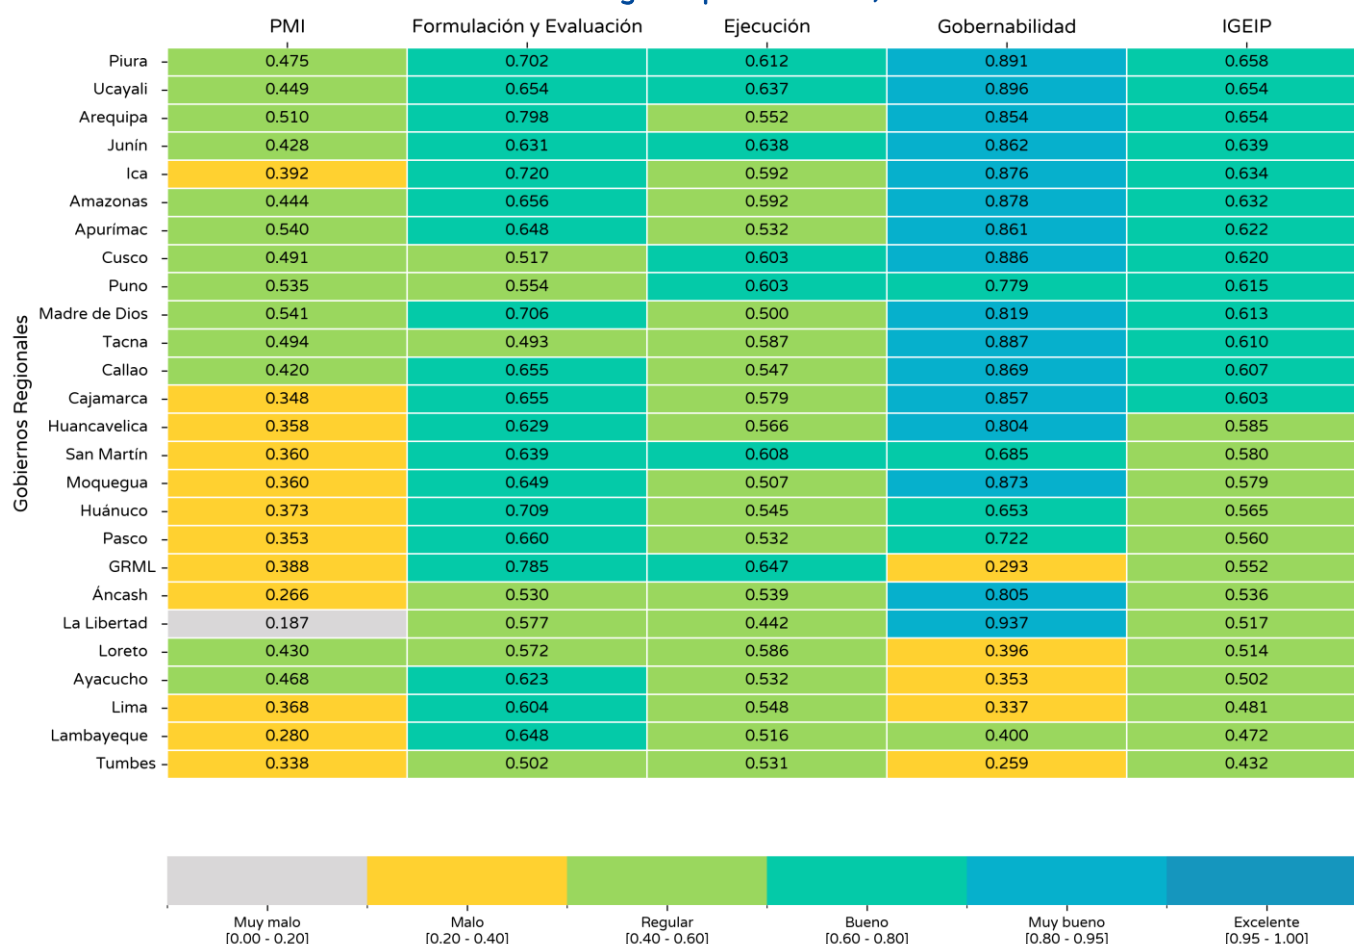 PMI Formulación y Evaluación Ejecución Gobernabilidad IGEIP
Gobiernos Regionales
Piura 0.475 0.702 0.612 0.891 0.658
Ucayali 0.449 0.654 0.637 0.896 0.654
Arequipa 0.510 0.798 0.552 0.854 0.654
Junín 0.428 0.631 0.638 0.862 0.639
Ica 0.392 0.720 0.592 0.876 0.634
Amazonas 0.444 0.656 0.592 0.878 0.632
Apurímac 0.540 0.648 0.532 0.861 0.622
Cusco 0.491 0.517 0.603 0.886 0.620
Puno 0.535 0.554 0.603 0.779 0.615
Madre de Dios 0.541 0.706 0.500 0.819 0.613
Tacna 0.494 0.493 0.587 0.887 0.610
Callao 0.420 0.655 0.547 0.869 0.607
Cajamarca 0.348 0.655 0.579 0.857 0.603
Huancavelica 0.358 0.629 0.566 0.804 0.585
San Martín 0.360 0.639 0.608 0.685 0.580
Moquegua 0.360 0.649 0.507 0.873 0.579
Huánuco 0.373 0.709 0.545 0.653 0.565
Pasco 0.353 0.660 0.532 0.722 0.560
GRML 0.388 0.785 0.647 0.293 0.552
Áncash 0.266 0.530 0.539 0.805 0.536
La Libertad 0.187 0.577 0.442 0.937 0.517
Loreto 0.430 0.572 0.586 0.396 0.514
Ayacucho 0.468 0.623 0.532 0.353 0.502
Lima 0.368 0.604 0.548 0.337 0.481
Lambayeque 0.280 0.648 0.516 0.400 0.472
Tumbes 0.338 0.502 0.531 0.259 0.432
Muy malo Malo Regular Bueno Muy bueno Excelente
[0.00 - 0.20] [0.20 - 0.40] [0.40 - 0.60] [0.60 - 0.80] [0.80 - 0.95] [0.95 - 1.00]